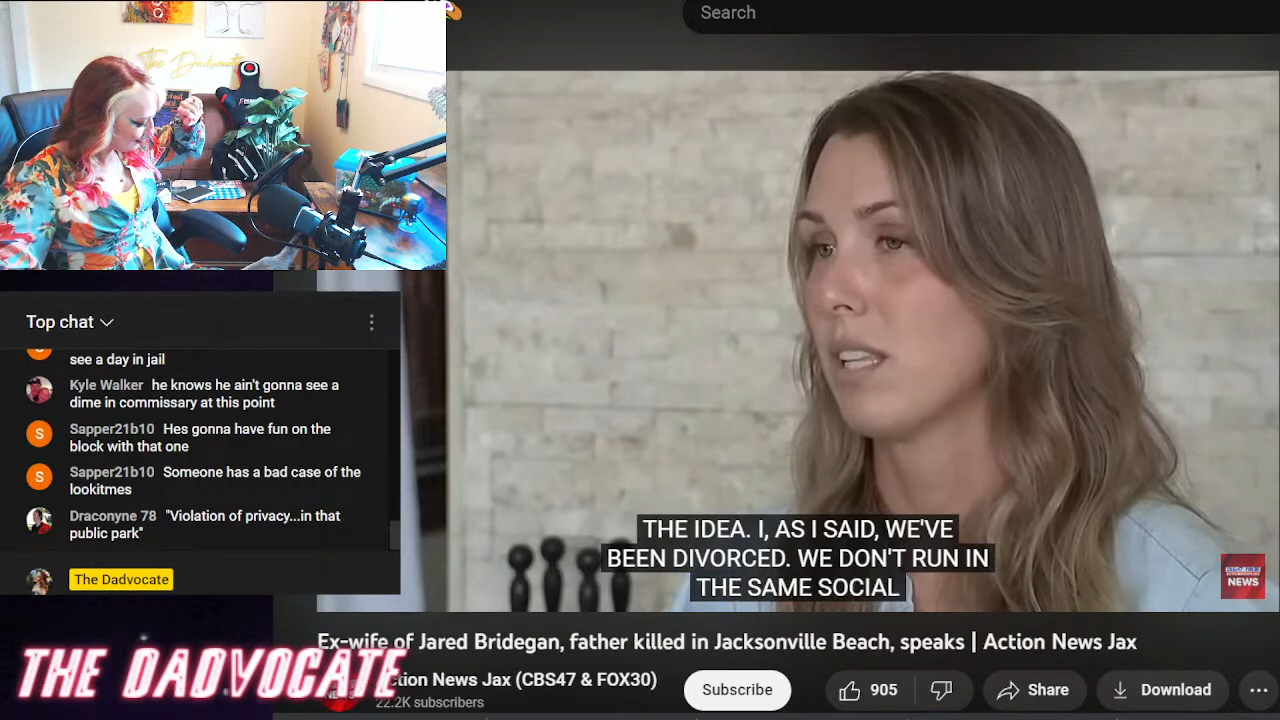 Search
The Dadvocate
Top chat
see a day in jail
Kyle Walker he knows he ain't gonna see a
dime in commissary at this point
S
Sapper21b10 Hes gonna have fun on the
block with that one
S
Sapper21b10 Someone has a bad case of the
lookitmes
Draconyne 78 "Violation of privacy...in that
public park"
The Dadvocate
THE IDEA. I, AS I SAID, WE'VE
BEEN DIVORCED. WE DON'T RUN IN
THE SAME SOCIAL
NEWS
Ex-wife of Jared Bridegan, father killed in Jacksonville Beach, speaks | Action News Jax
THE DADVOCATE
ction News Jax (CBS47 & FOX30)
22.2K subscribers
Subscribe
905
Share
Download